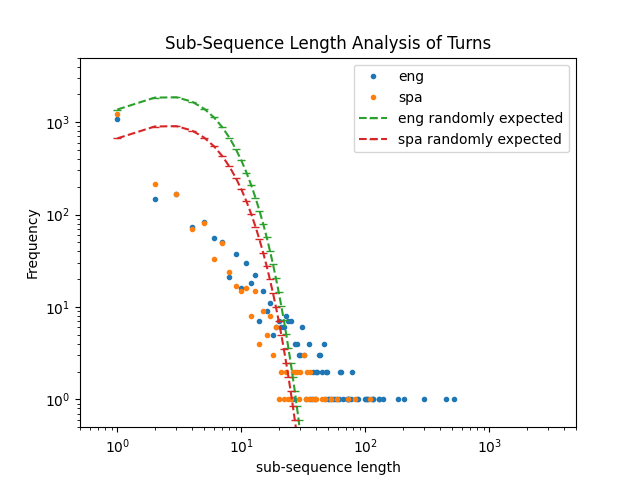 Sub-Sequence Length Analysis of Turns
eng
spa
eng randomly expected
spa randomly expected
Frequency
10³
10²
10¹
10⁰
10⁰ 10¹ 10² 10³
sub-sequence length